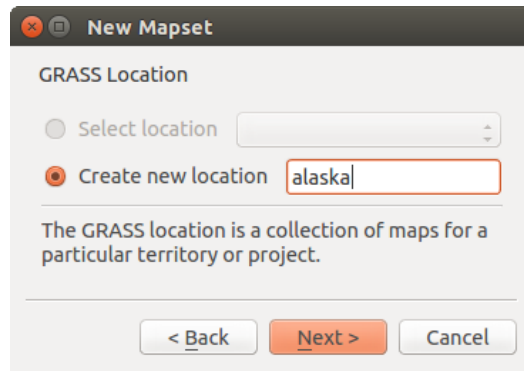 New Mapset
GRASS Location
Select location
Create new location alaska
The GRASS location is a collection of maps for a
particular territory or project.
< Back Next > Cancel